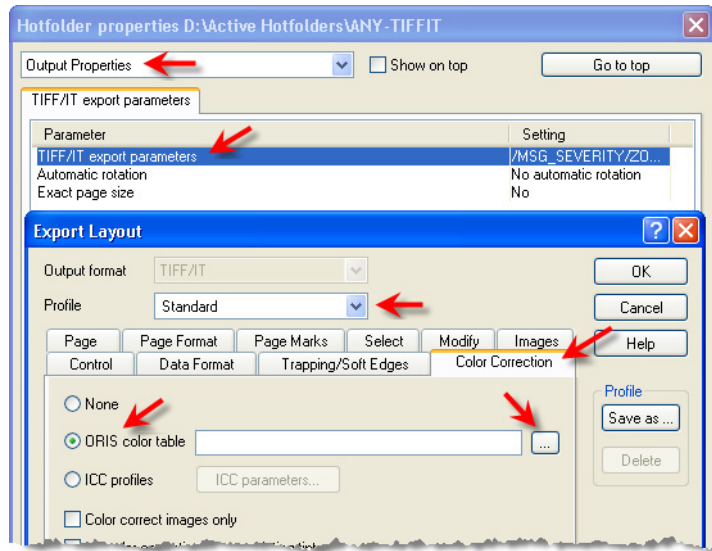 Hotfolder properties D:\Active Hotfolders\ANY-TIFFIT
Output Properties Show on top Go to top
TIFF/IT export parameters
Parameter Setting
TIFF/IT export parameters /MSG_SEVERITY/ZO...
Automatic rotation No automatic rotation
Exact page size No
Export Layout
Output format TIFF/IT OK
Profile Standard Cancel
Page Page Format Page Marks Select Modify Images Help
Control Data Format Trapping/Soft Edges Color Correction
None Profile
ORIS color table ... Save as ...
ICC profiles ICC parameters... Delete
Color correct images only